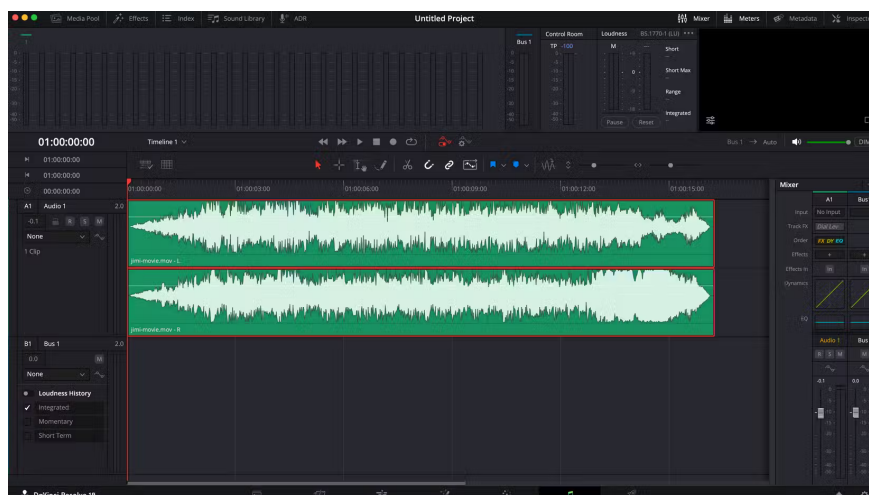 Media Pool Effects Index Sound Library ADR Untitled Project Mixer Meters Metadata Inspecto
1 Bus 1 Control Room Loudness BS.1770-1 (LU)
TP -100 M Short
0
Short Max
Range
Integrated
Pause Reset
01:00:00:00 Timeline 1 Bus 1 → Auto DIM
01:00:00:00
01:00:00:00
00:00:00:00 01:00:00:00 01:00:03:00 01:00:06:00 01:00:09:00 01:00:12:00 01:00:15:00 Mixer
A1 Audio 1 2.0 A1 Bus
-0.1 R S M Input No Input
None Track FX Dial Lev
1 Clip Order FX DY EQ
jimi-movie.mov - L Effects +
Effects In
Dynamics
EQ
jimi-movie.mov - R
B1 Bus 1 2.0 Audio 1 Bus
0.0 M R S M M
None
Loudness History -0.1 0.0
Integrated
Momentary
Short Term
DaVinci Resolve 18